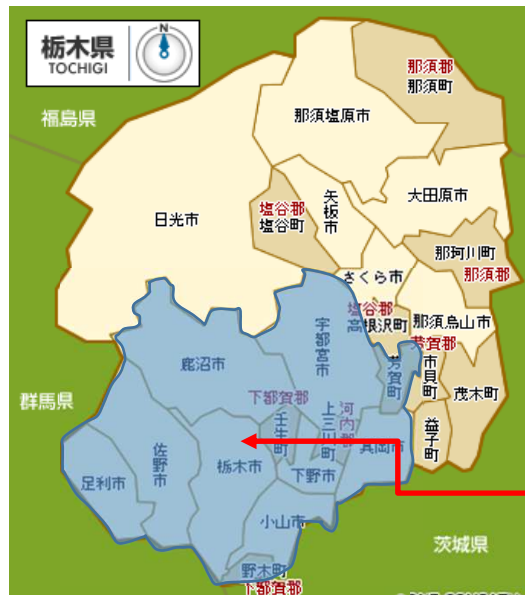 栃木県
TOCHIGI
N
福島県
那須郡
那須町
那須塩原市
大田原市
矢板市
塩谷郡
塩谷町
日光市
那珂川町
那須郡
さくら市
塩谷郡
高根沢町
那須烏山市
宇都宮市
芳賀郡
芳賀町
市貝町
茂木町
鹿沼市
下都賀郡
壬生町
河内郡
上三川町
真岡市
益子町
群馬県
佐野市
足利市
栃木市
下野市
小山市
野木町
下都賀郡
茨城県